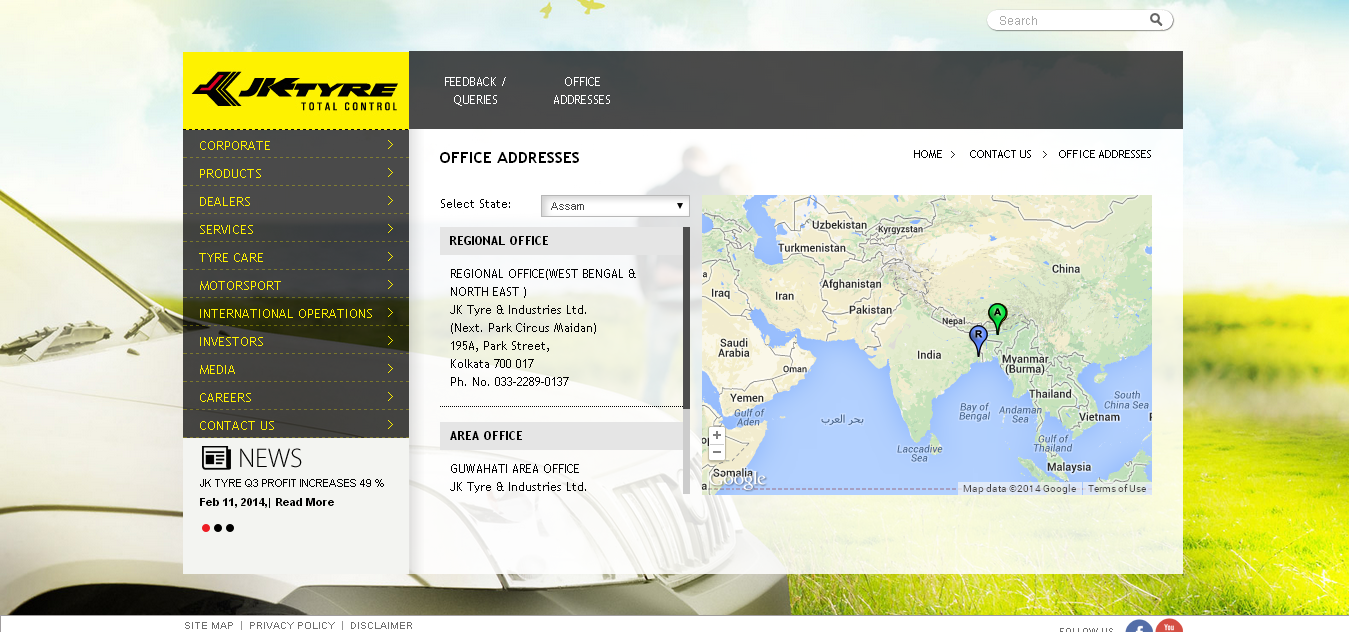 Search
JK TYRE
TOTAL CONTROL
FEEDBACK /
QUERIES
OFFICE
ADDRESSES
CORPORATE
PRODUCTS
DEALERS
SERVICES
TYRE CARE
MOTORSPORT
INTERNATIONAL OPERATIONS
INVESTORS
MEDIA
CAREERS
CONTACT US
NEWS
JK TYRE Q3 PROFIT INCREASES 49 %
Feb 11, 2014,| Read More
OFFICE ADDRESSES
HOME > CONTACT US > OFFICE ADDRESSES
Select State:
Assam
REGIONAL OFFICE
REGIONAL OFFICE(WEST BENGAL &
NORTH EAST )
JK Tyre & Industries Ltd.
(Next. Park Circus Maidan)
195A, Park Street,
Kolkata 700 017
Ph. No. 033-2289-0137
AREA OFFICE
GUWAHATI AREA OFFICE
JK Tyre & Industries Ltd.
Uzbekistan
Kyrgyzstan
Turkmenistan
China
Iraq
Iran
Afghanistan
Pakistan
A
Nepal
R
Saudi
Arabia
India
Myanmar
(Burma)
Oman
Yemen
Thailand
Gulf of
Aden
بحر العرب
Bay of
Bengal
Andaman
Sea
South
China Sea
Vietnam
Laccadive
Sea
Gulf of
Thailand
Malaysia
+
−
Somalia
Google
Map data ©2014 Google
Terms of Use
SITE MAP | PRIVACY POLICY | DISCLAIMER
FOLLOW US
f
You